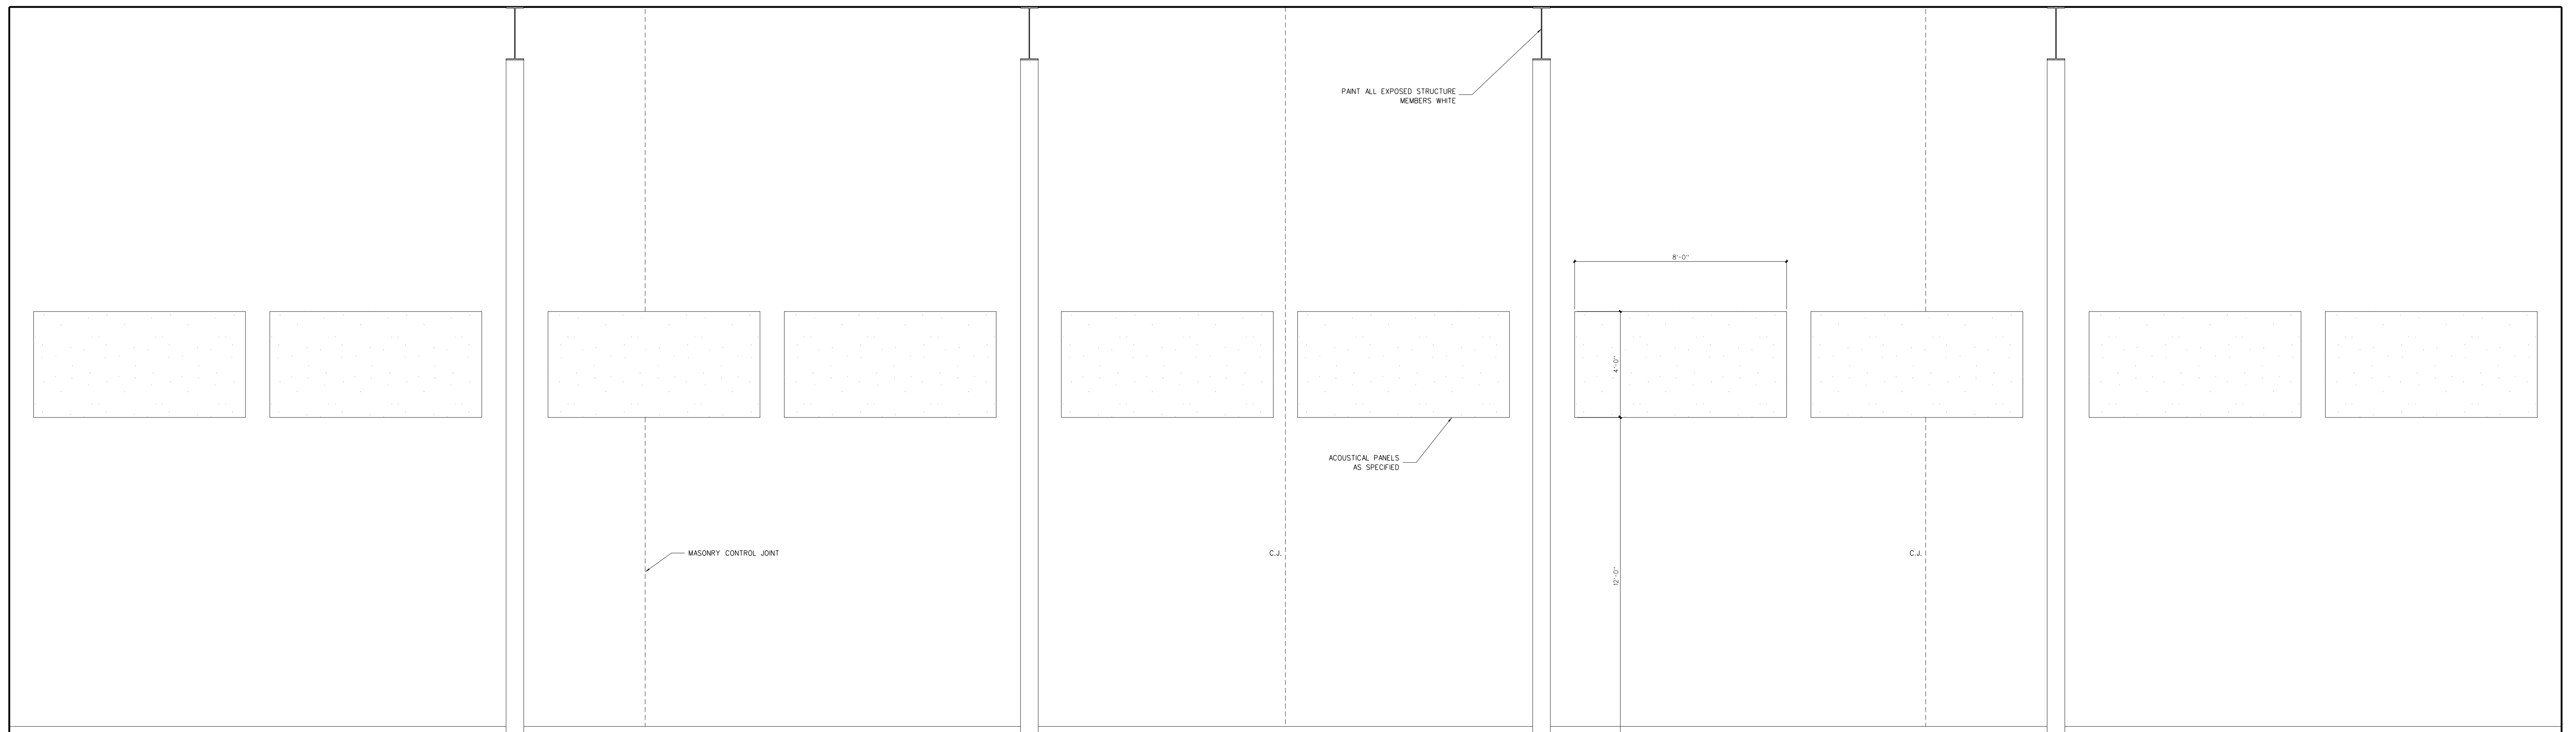 PAINT ALL EXPOSED STRUCTURE
MEMBERS WHITE
8'-0"
4'-0"
ACOUSTICAL PANELS
AS SPECIFIED
MASONRY CONTROL JOINT
C.J.
C.J.
12'-0"